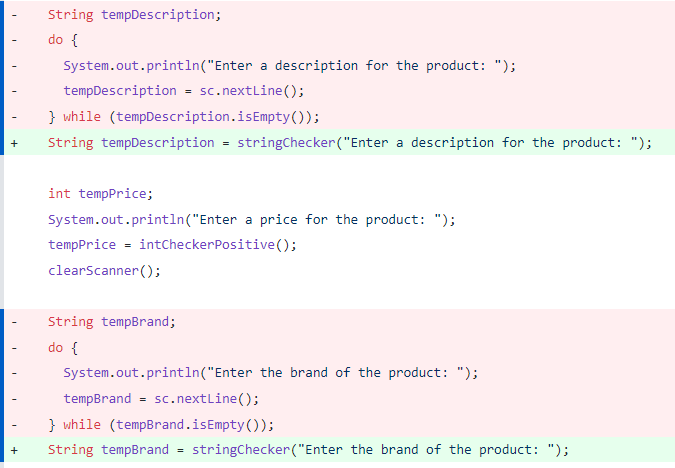 -    String tempDescription;
-    do {
-      System.out.println("Enter a description for the product: ");
-      tempDescription = sc.nextLine();
-    } while (tempDescription.isEmpty());
+    String tempDescription = stringChecker("Enter a description for the product: ");
     int tempPrice;
     System.out.println("Enter a price for the product: ");
     tempPrice = intCheckerPositive();
     clearScanner();
-    String tempBrand;
-    do {
-      System.out.println("Enter the brand of the product: ");
-      tempBrand = sc.nextLine();
-    } while (tempBrand.isEmpty());
+    String tempBrand = stringChecker("Enter the brand of the product: ");